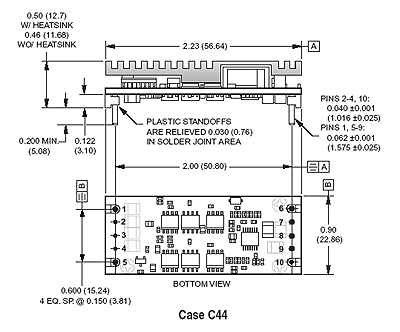 0.50 (12.7)
W/ HEATSINK
0.46 (11.68)
WO/ HEATSINK
2.23 (56.64)
A
PLASTIC STANDOFFS
ARE RELIEVED 0.030 (0.76)
IN SOLDER JOINT AREA
PINS 2-4, 10:
0.040 ±0.001
(1.016 ±0.025)
PINS 1, 5-9:
0.062 ±0.001
(1.575 ±0.025)
0.200 MIN.
(5.08)
0.122
(3.10)
2.00 (50.80)
A
B
B
1
2
3
4
5
6
7
8
9
10
0.90
(22.86)
0.600 (15.24)
4 EQ. SP. @ 0.150 (3.81)
BOTTOM VIEW
Case C44